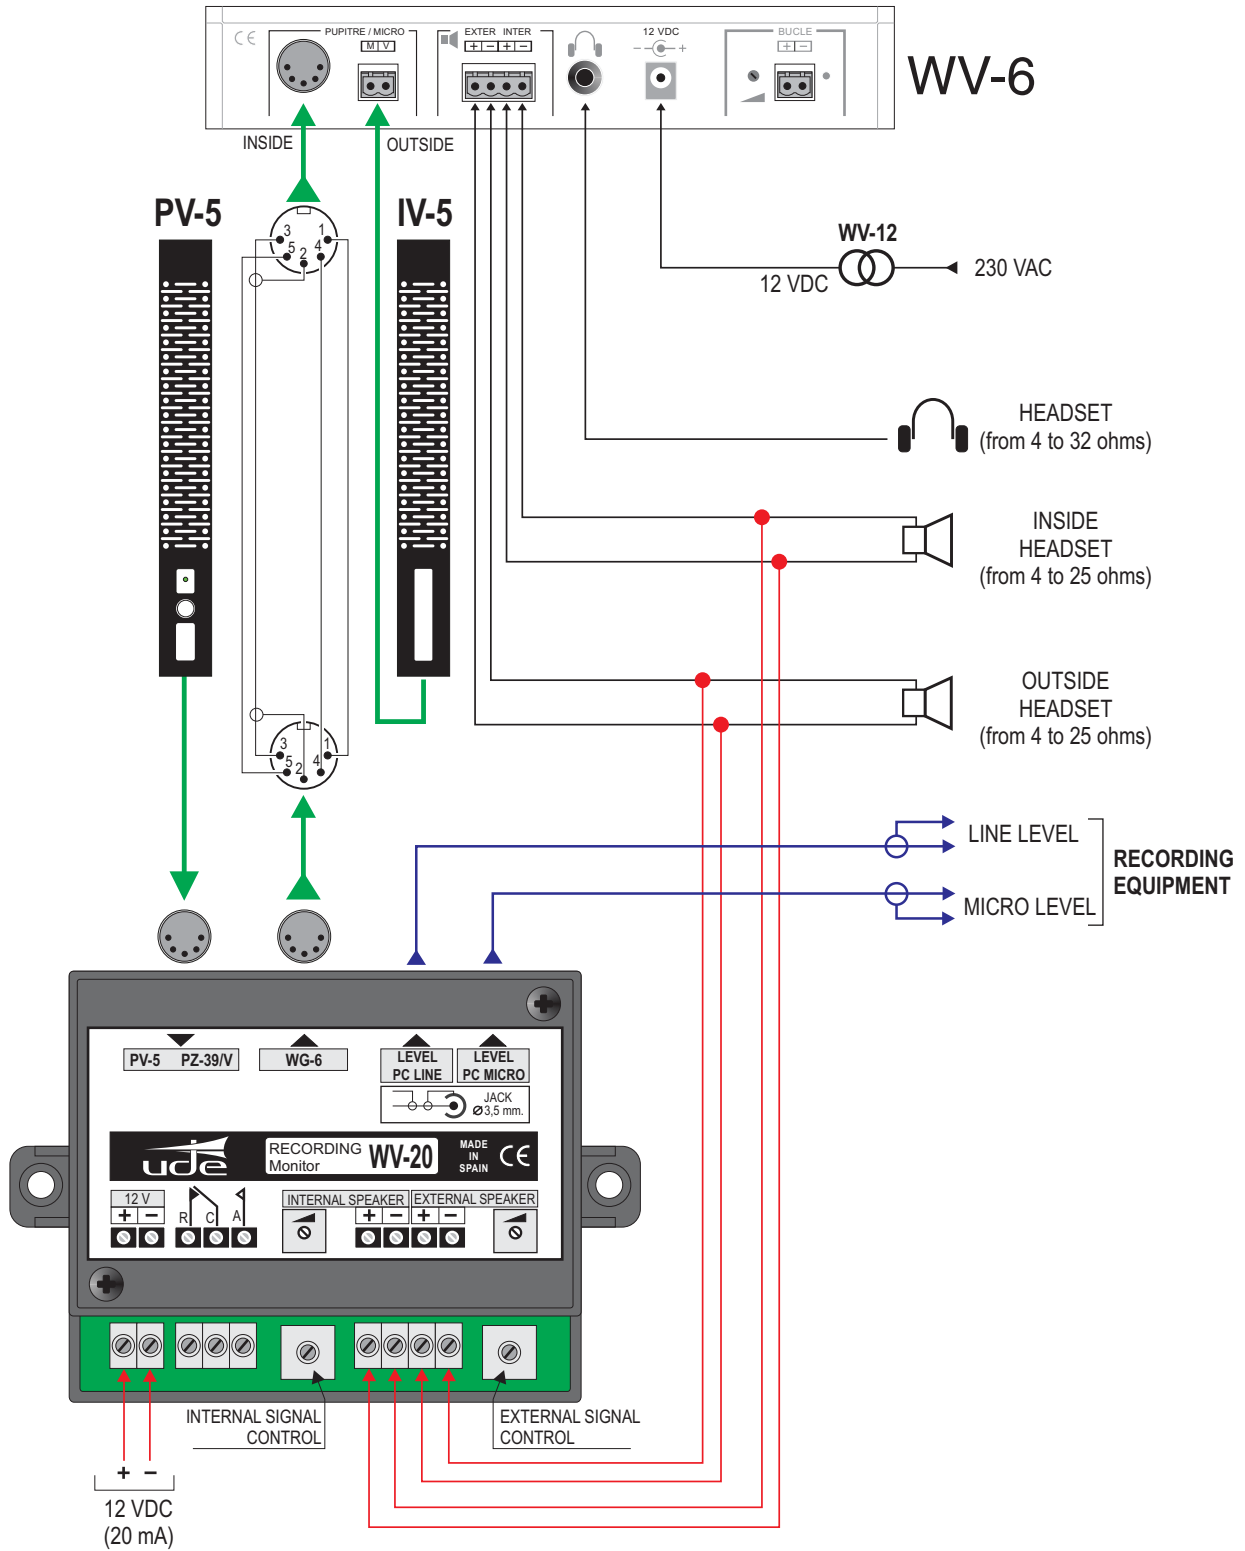 CE
PUPITRE / MICRO
M V
EXTER INTER
+ − + −
12 VDC
− +
BUCLE
+ −
WV-6
INSIDE
OUTSIDE
PV-5
IV-5
3 1
5 2 4
WV-12
12 VDC
230 VAC
HEADSET
(from 4 to 32 ohms)
INSIDE
HEADSET
(from 4 to 25 ohms)
OUTSIDE
HEADSET
(from 4 to 25 ohms)
3 1
5 2 4
LINE LEVEL
MICRO LEVEL
RECORDING
EQUIPMENT
PV-5 PZ-39/V
WG-6
LEVEL
PC LINE
LEVEL
PC MICRO
JACK
Ø 3,5 mm.
ude
RECORDING
Monitor
WV-20
MADE
IN
SPAIN
CE
12 V
+ −
R C A
INTERNAL SPEAKER
EXTERNAL SPEAKER
+ − + −
INTERNAL SIGNAL
CONTROL
EXTERNAL SIGNAL
CONTROL
+ −
12 VDC
(20 mA)